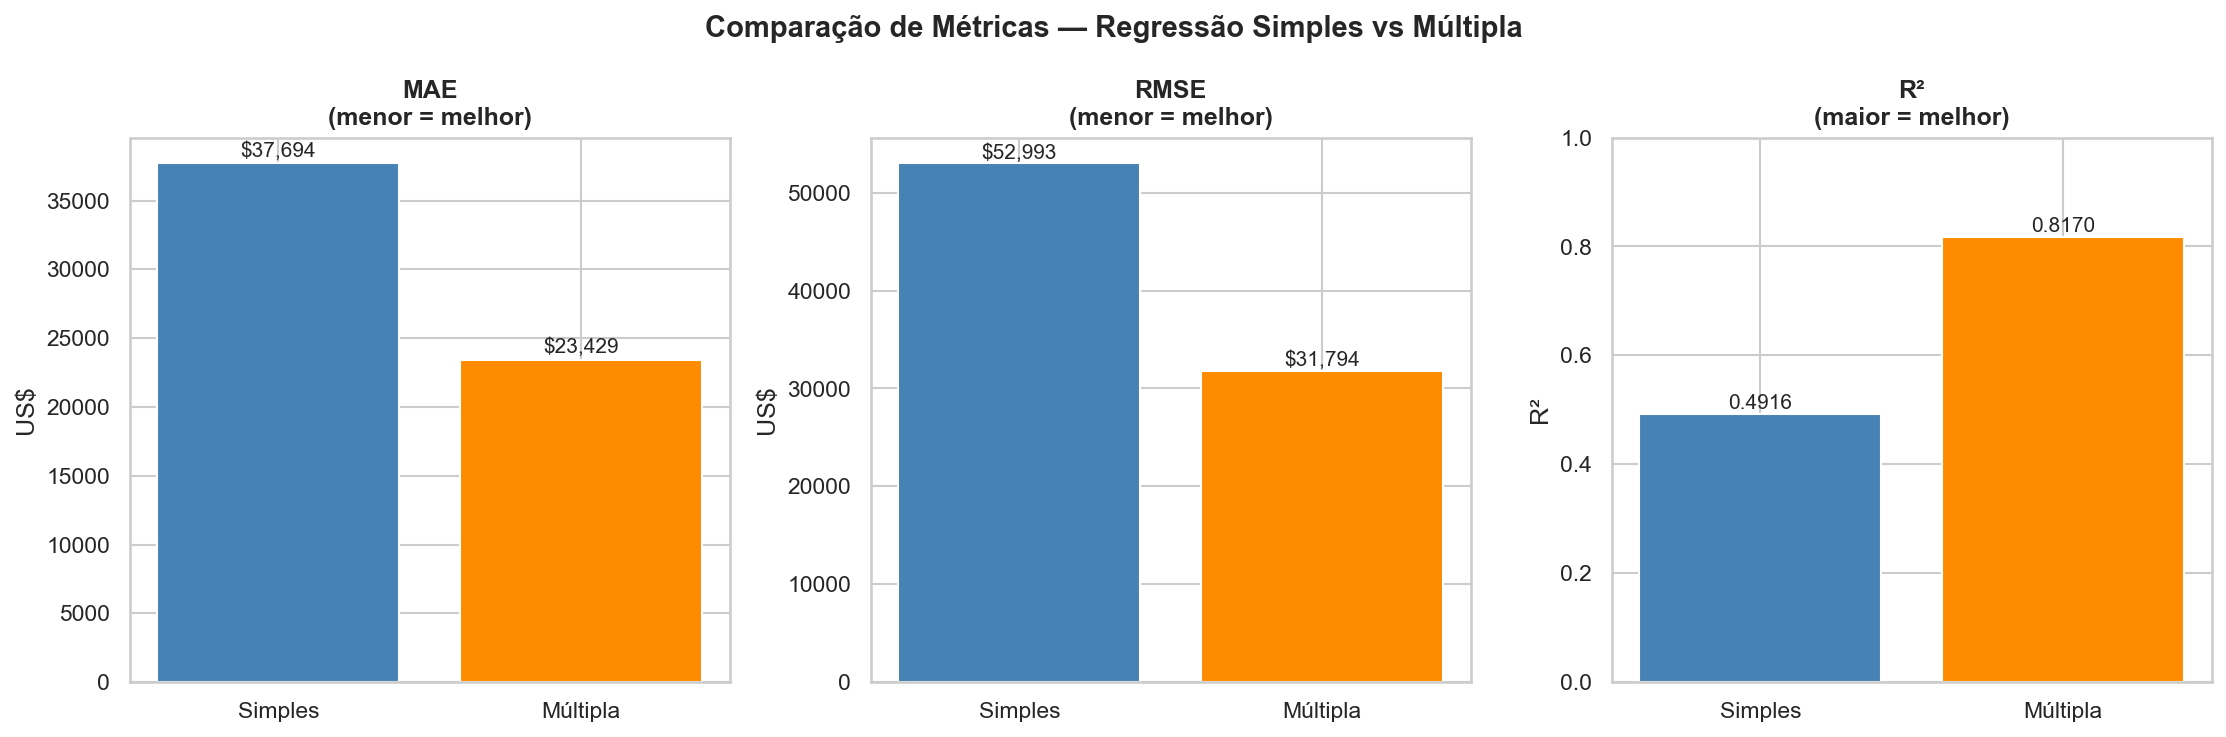 Comparação de Métricas — Regressão Simples vs Múltipla
MAE
(menor = melhor)
$37,694
$23,429
35000
30000
25000
20000
15000
10000
5000
0
US$
Simples
Múltipla
RMSE
(menor = melhor)
$52,993
$31,794
50000
40000
30000
20000
10000
0
US$
Simples
Múltipla
R²
(maior = melhor)
0.4916
0.8170
1.0
0.8
0.6
0.4
0.2
0.0
R²
Simples
Múltipla